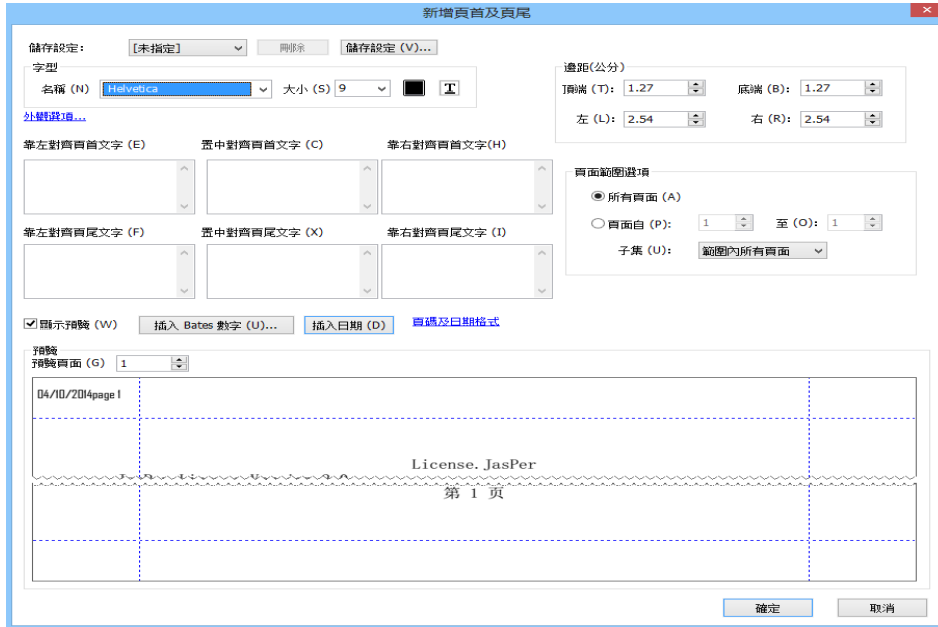 新增頁首及頁尾
儲存設定: [未指定] 刪除 儲存設定 (V)...
字型
名稱 (N) Helvetica 大小 (S) 9 T
外觀選項...
邊距(公分)
頂端 (T): 1.27 底端 (B): 1.27
左 (L): 2.54 右 (R): 2.54
靠左對齊頁首文字 (E) 置中對齊頁首文字 (C) 靠右對齊頁首文字(H)
靠左對齊頁尾文字 (F) 置中對齊頁尾文字 (X) 靠右對齊頁尾文字 (I)
頁面範圍選項
所有頁面 (A)
頁面自 (P): 1 至 (O): 1
子集 (U): 範圍內所有頁面
顯示預覽 (W) 插入 Bates 數字 (U)... 插入日期 (D) 頁碼及日期格式
預覽
預覽頁面 (G) 1
04/10/2014page 1
License.JasPer
第 1 页
確定 取消